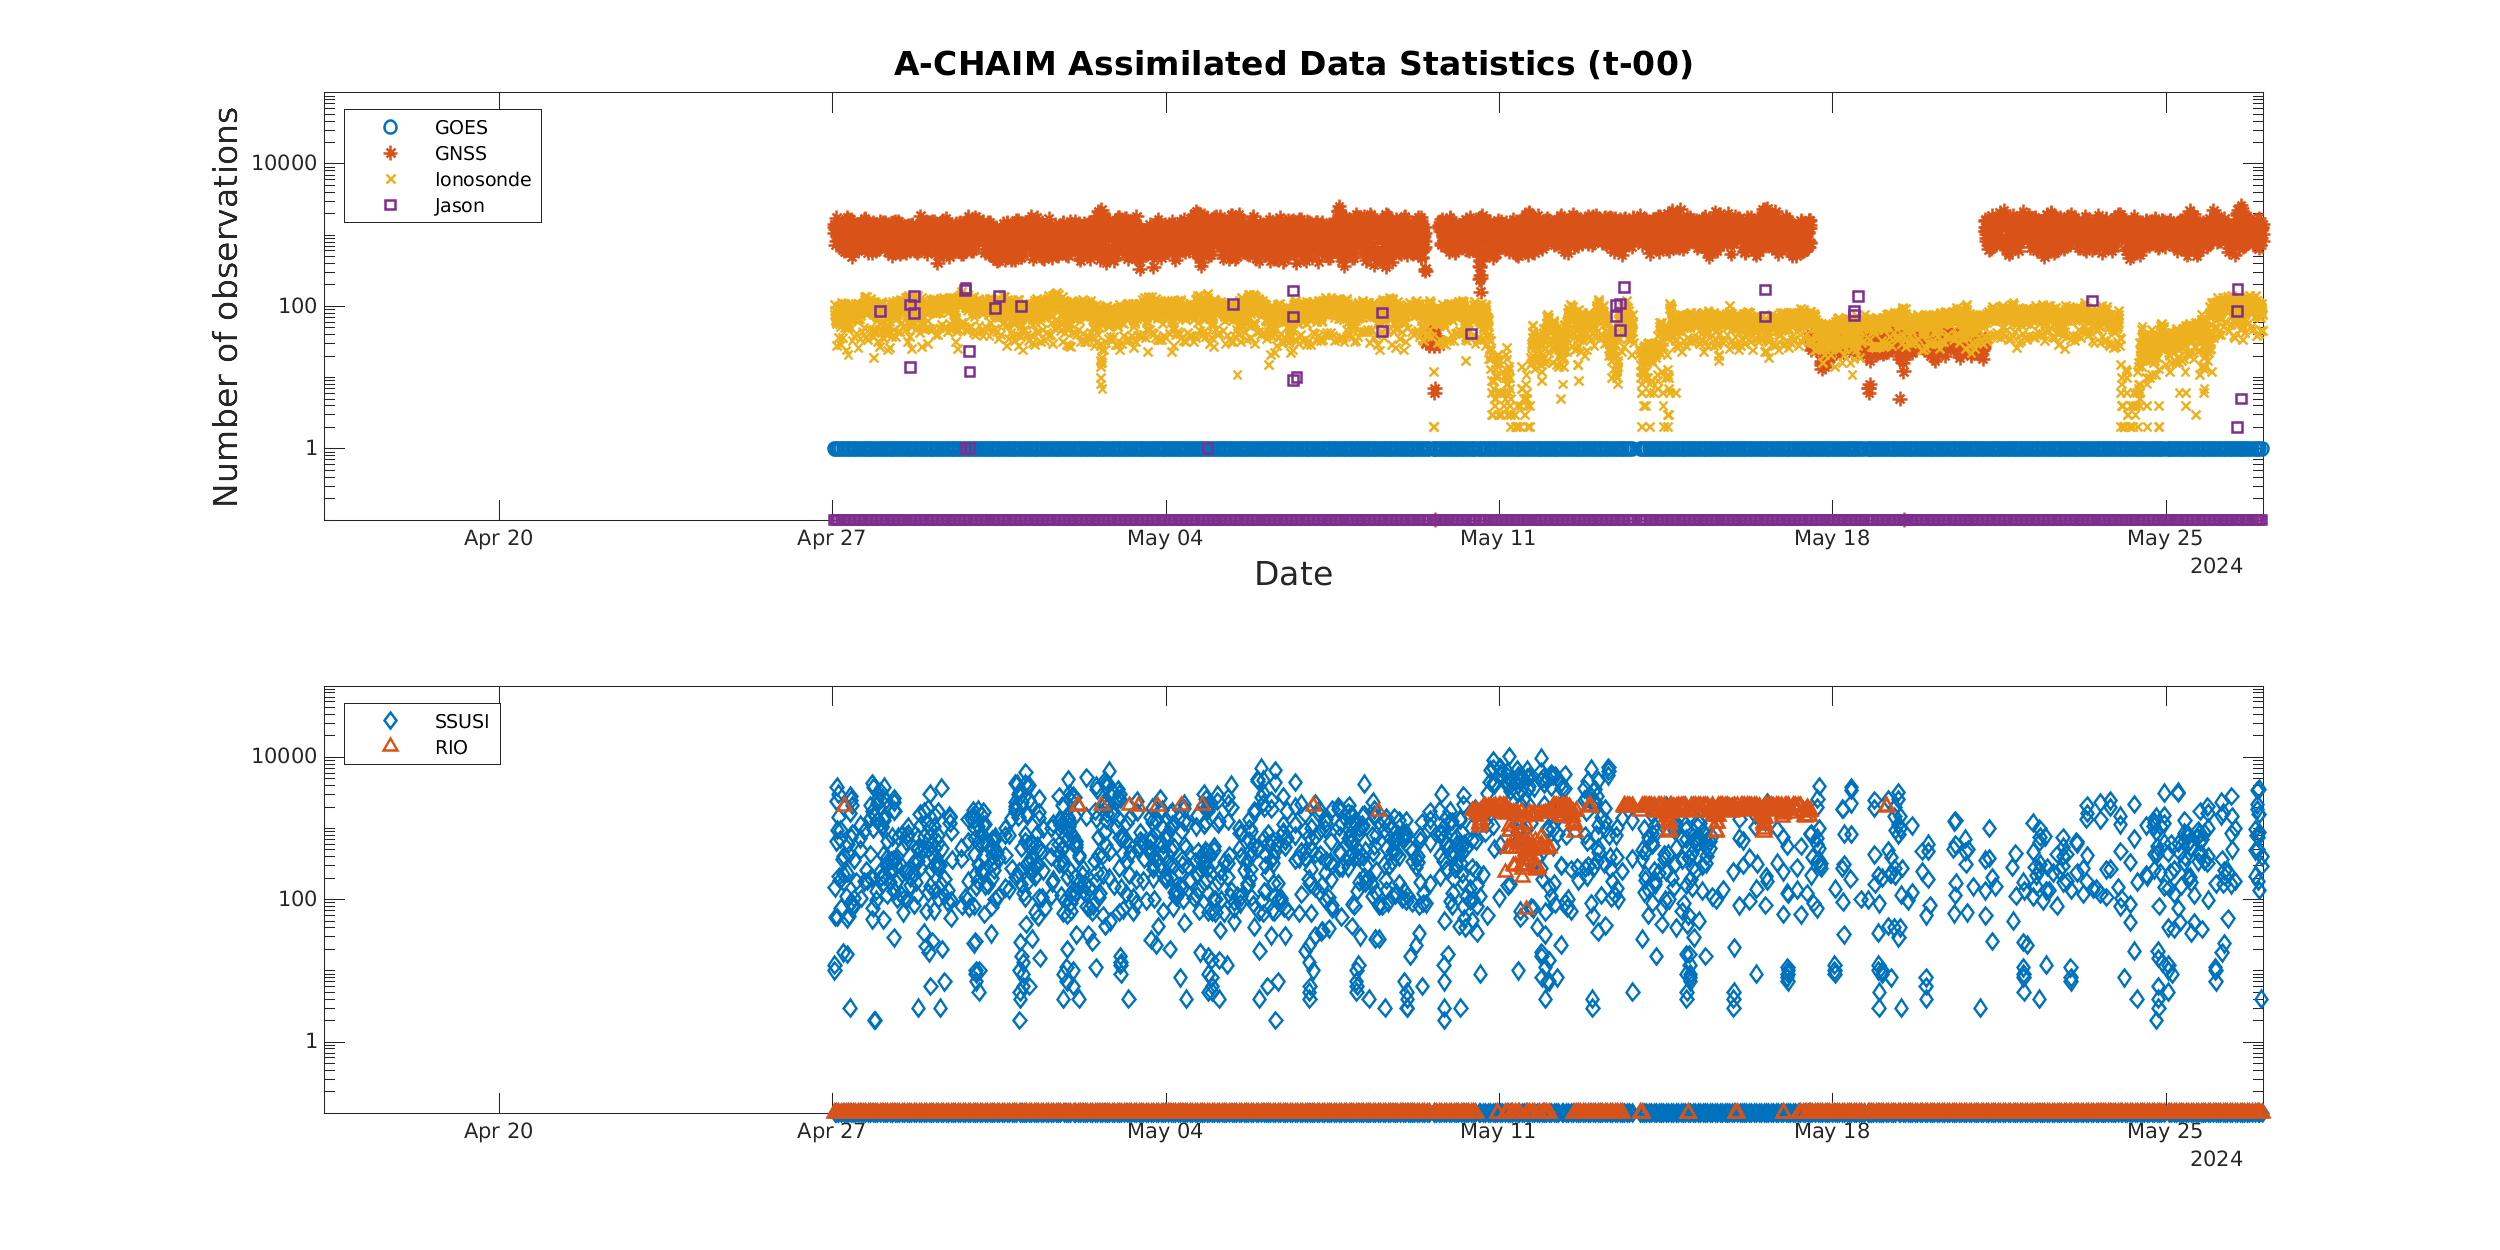 A-CHAIM Assimilated Data Statistics (t-00)
Number of observations
10000
100
1
GOES
GNSS
Ionosonde
Jason
Apr 20
Apr 27
May 04
May 11
May 18
May 25
2024
Date
10000
100
1
SSUSI
RIO
Apr 20
Apr 27
May 04
May 11
May 18
May 25
2024